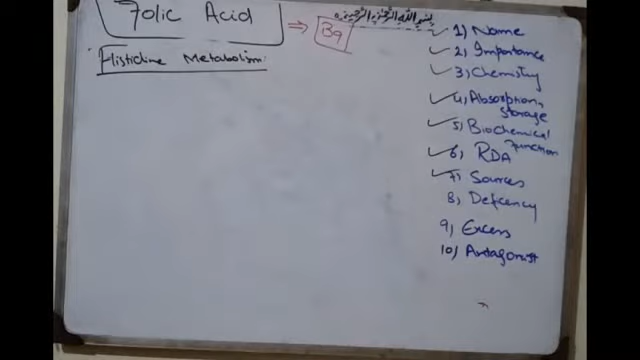 Folic Acid
⇒ B9
Histidine Metabolism:
بسم الله الرحمن الرحيم
✓ 1) Name
✓ 2) Importance
✓ 3) Chemistry
✓ 4) Absorption,
storage
✓ 5) Biochemical
Function
✓ 6) RDA
✓ 7) Sources
8) Defcency
9) Excess
10) Antagonist